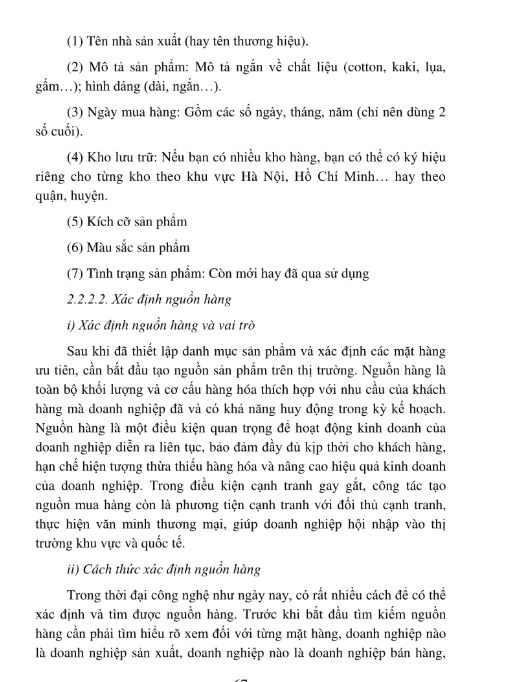 (1) Tên nhà sản xuất (hay tên thương hiệu).
(2) Mô tả sản phẩm: Mô tả ngắn về chất liệu (cotton, kaki, lụa,
gấm…); hình dáng (dài, ngắn…).
(3) Ngày mua hàng: Gồm các số ngày, tháng, năm (chỉ nên dùng 2
số cuối).
(4) Kho lưu trữ: Nếu bạn có nhiều kho hàng, bạn có thể có ký hiệu
riêng cho từng kho theo khu vực Hà Nội, Hồ Chí Minh… hay theo
quận, huyện.
(5) Kích cỡ sản phẩm
(6) Màu sắc sản phẩm
(7) Tình trạng sản phẩm: Còn mới hay đã qua sử dụng
2.2.2.2. Xác định nguồn hàng
i) Xác định nguồn hàng và vai trò
Sau khi đã thiết lập danh mục sản phẩm và xác định các mặt hàng
ưu tiên, cần bắt đầu tạo nguồn sản phẩm trên thị trường. Nguồn hàng là
toàn bộ khối lượng và cơ cấu hàng hóa thích hợp với nhu cầu của khách
hàng mà doanh nghiệp đã và có khả năng huy động trong kỳ kế hoạch.
Nguồn hàng là một điều kiện quan trọng để hoạt động kinh doanh của
doanh nghiệp diễn ra liên tục, bảo đảm đầy đủ kịp thời cho khách hàng,
hạn chế hiện tượng thừa thiếu hàng hóa và nâng cao hiệu quả kinh doanh
của doanh nghiệp. Trong điều kiện cạnh tranh gay gắt, công tác tạo
nguồn mua hàng còn là phương tiện cạnh tranh với đối thủ cạnh tranh,
thực hiện văn minh thương mại, giúp doanh nghiệp hội nhập vào thị
trường khu vực và quốc tế.
ii) Cách thức xác định nguồn hàng
Trong thời đại công nghệ như ngày nay, có rất nhiều cách để có thể
xác định và tìm được nguồn hàng. Trước khi bắt đầu tìm kiếm nguồn
hàng cần phải tìm hiểu rõ xem đối với từng mặt hàng, doanh nghiệp nào
là doanh nghiệp sản xuất, doanh nghiệp nào là doanh nghiệp bán hàng,